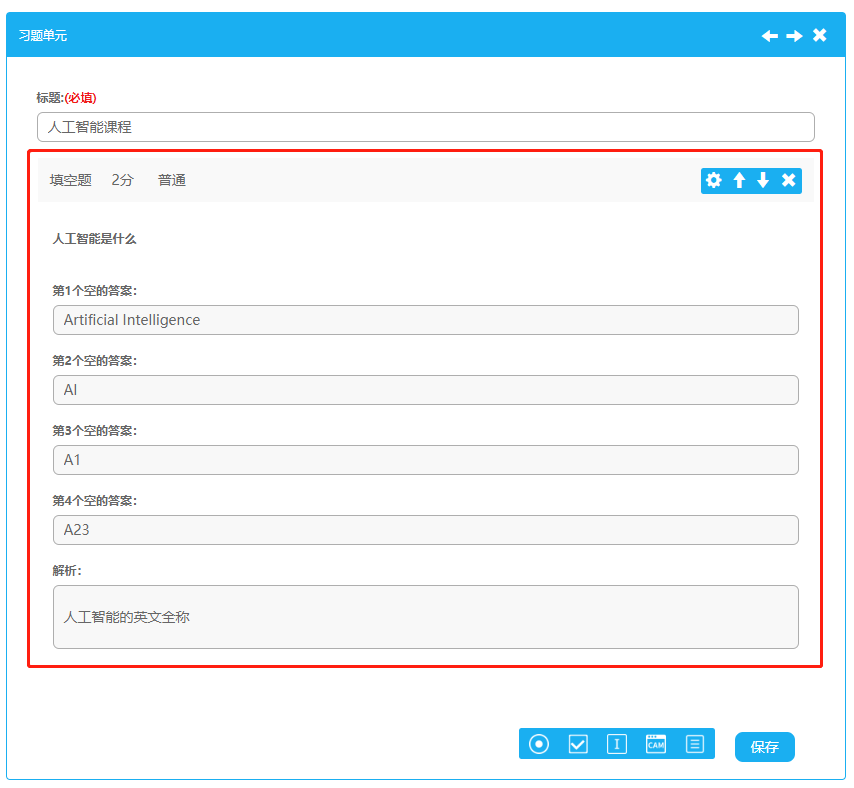 习题单元
标题:(必填)
人工智能课程
填空题 2分 普通
人工智能是什么
第1个空的答案:
Artificial Intelligence
第2个空的答案:
AI
第3个空的答案:
A1
第4个空的答案:
A23
解析:
人工智能的英文全称
I CAM 保存